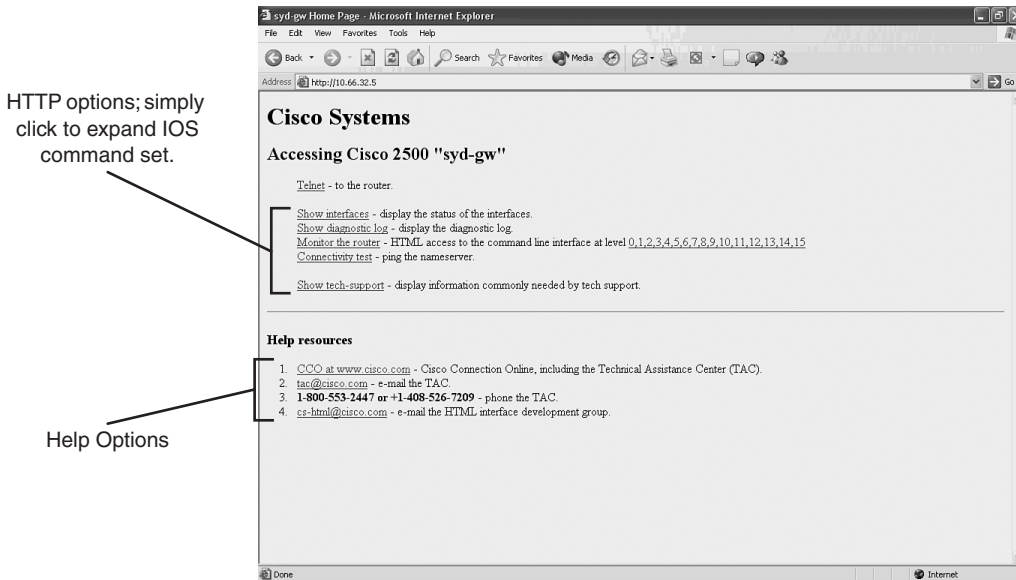 syd-gw Home Page - Microsoft Internet Explorer
File Edit View Favorites Tools Help
Back Search Favorites Media
Address http://10.66.32.5 Go
HTTP options; simply
click to expand IOS
command set.
Cisco Systems
Accessing Cisco 2500 "syd-gw"
Telnet - to the router.
Show interfaces - display the status of the interfaces.
Show diagnostic log - display the diagnostic log.
Monitor the router - HTML access to the command line interface at level 0,1,2,3,4,5,6,7,8,9,10,11,12,13,14,15
Connectivity test - ping the nameserver.
Show tech-support - display information commonly needed by tech support.
Help resources
1. CCO at www.cisco.com - Cisco Connection Online, including the Technical Assistance Center (TAC).
2. tac@cisco.com - e-mail the TAC.
3. 1-800-553-2447 or +1-408-526-7209 - phone the TAC.
4. cs-html@cisco.com - e-mail the HTML interface development group.
Help Options
Done Internet